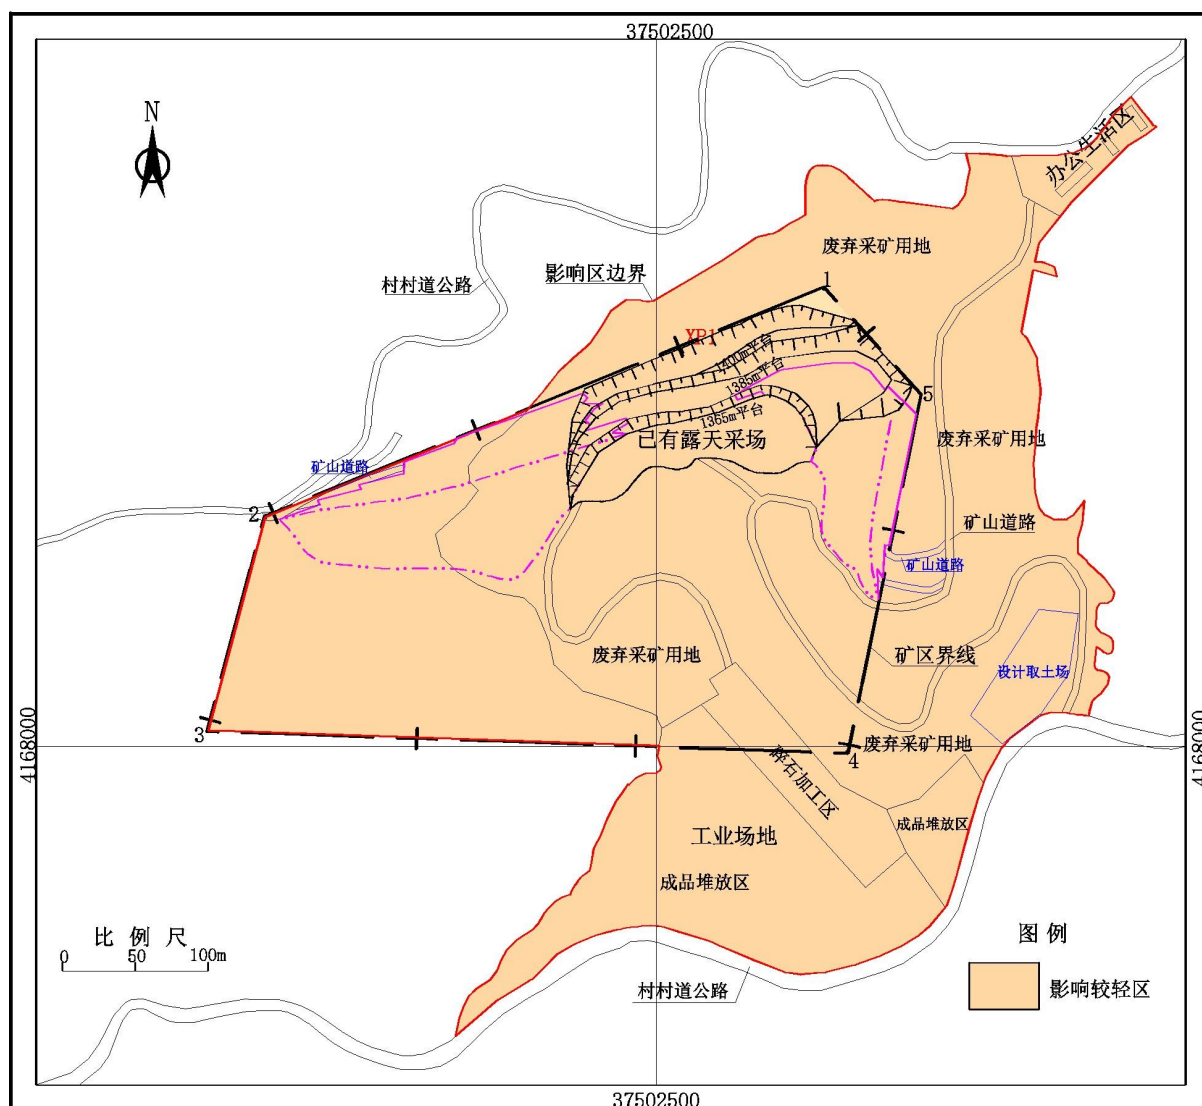 37502500
N
办公生活区
废弃采矿用地
影响区边界
村村道公路
1
XP1
1400m平台
1385m平台
5
1365m平台
废弃采矿用地
已有露天采场
矿山道路
2
矿山道路
矿山道路
废弃采矿用地
矿区界线
设计取土场
4168000
4168000
3
废弃采矿用地
4
碎石加工区
成品堆放区
工业场地
成品堆放区
比例尺
0 50 100m
图例
村村道公路
影响较轻区
37502500